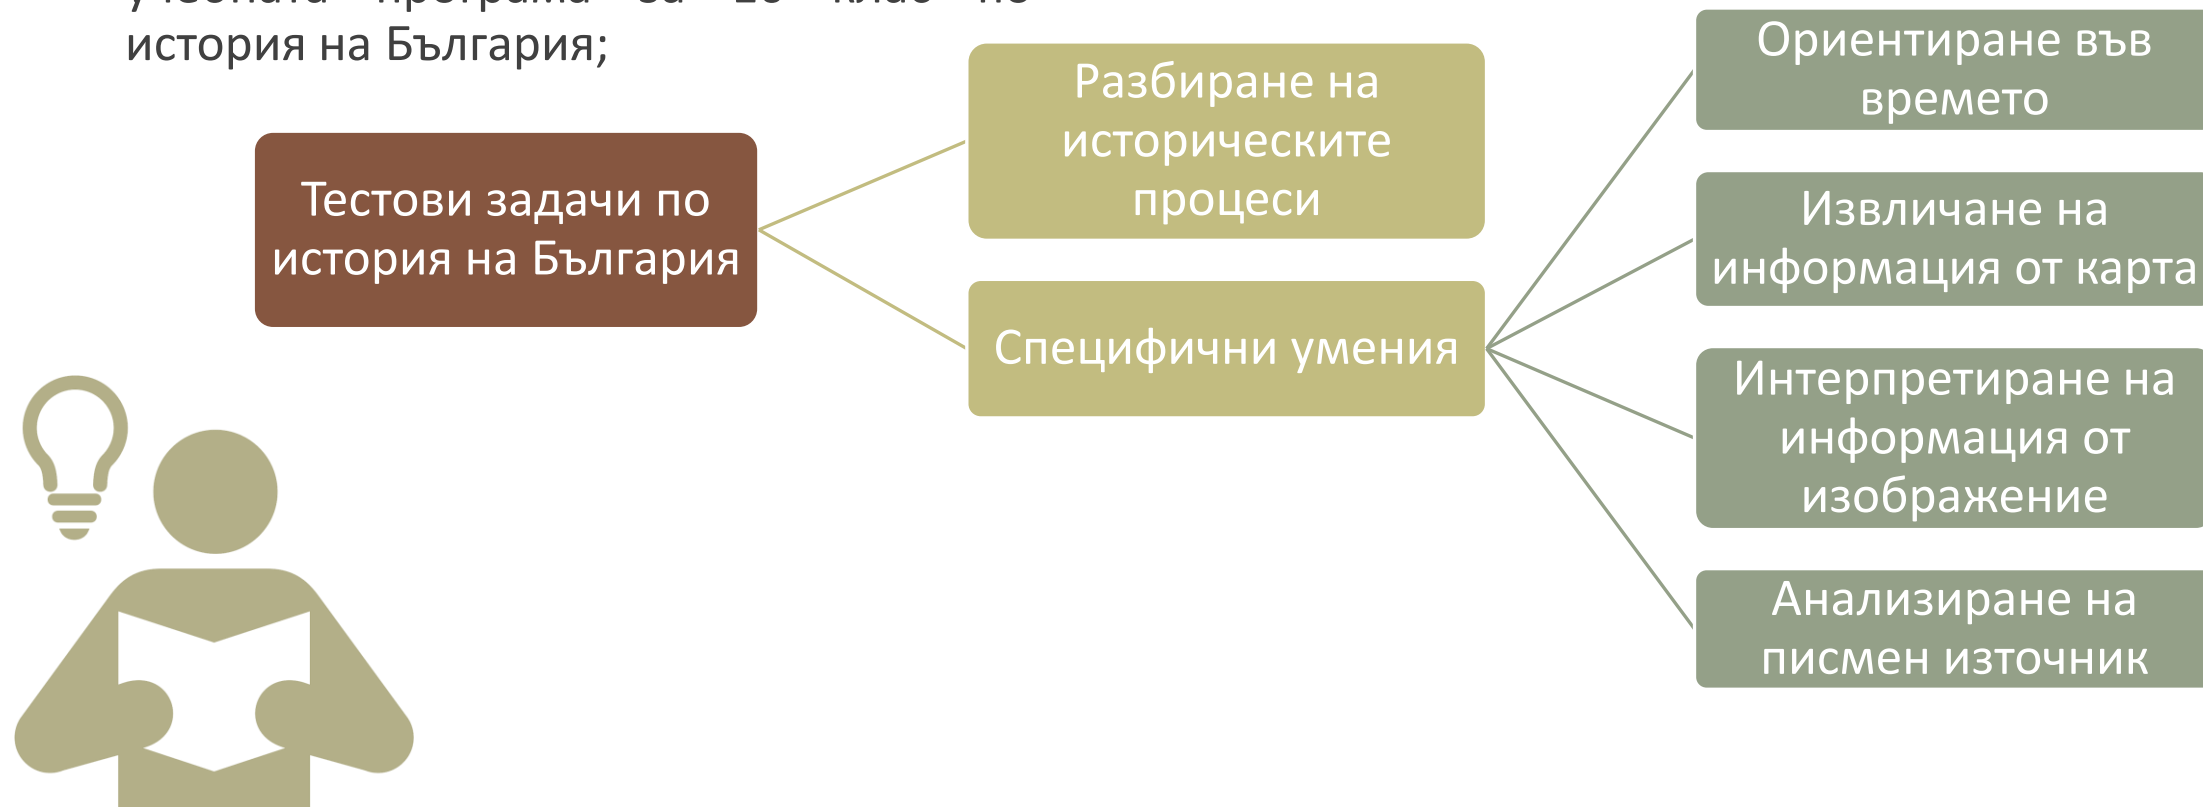 история на България;
Тестови задачи по
история на България
Разбиране на
историческите
процеси
Специфични умения
Ориентиране във
времето
Извличане на
информация от карта
Интерпретиране на
информация от
изображение
Анализиране на
писмен източник